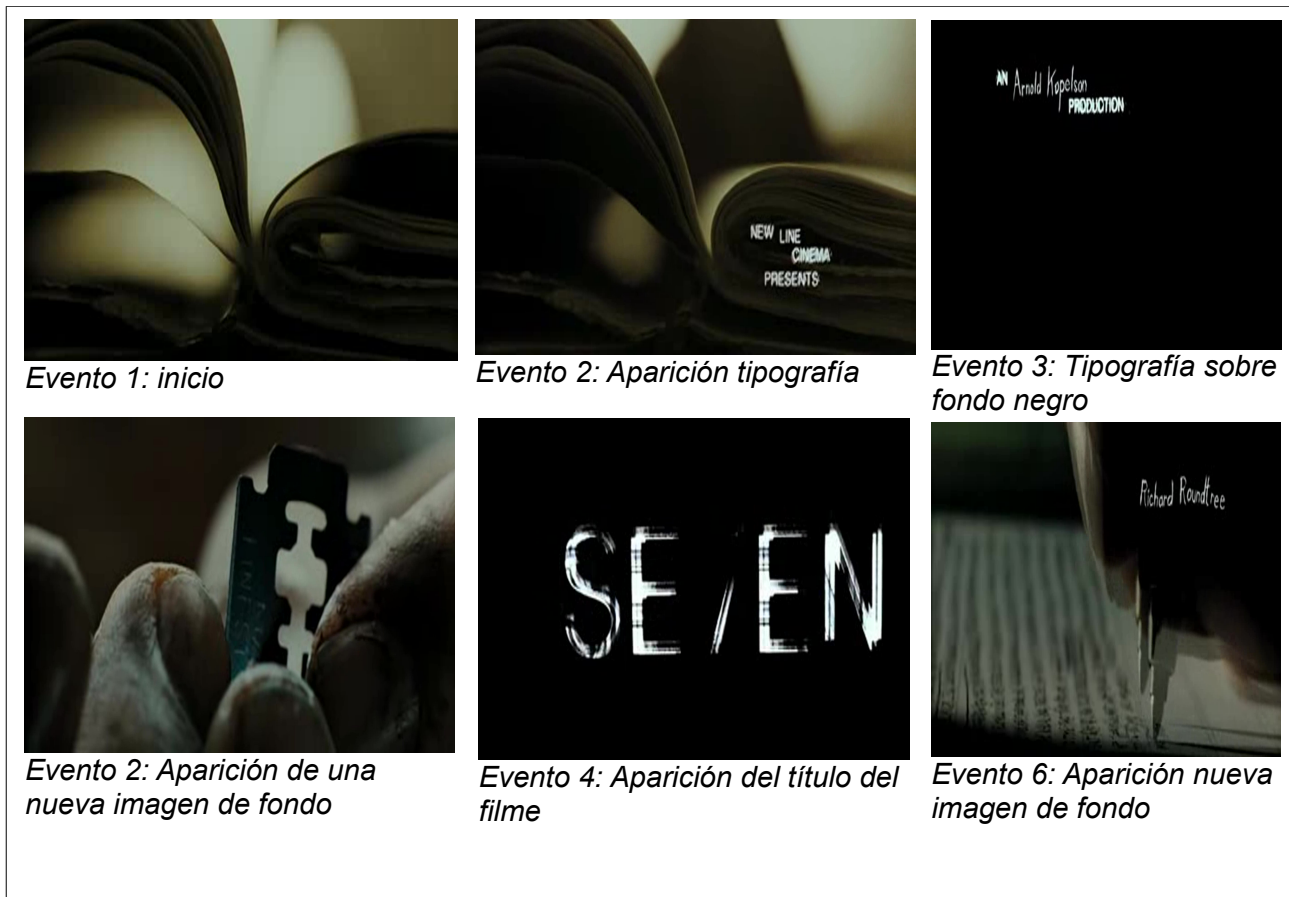 NEW LINE
CINEMA
PRESENTS
AN Arnold Kopelson
PRODUCTION
Evento 1: inicio
Evento 2: Aparición tipografía
Evento 3: Tipografía sobre
fondo negro
SE/EN
Richard Roundtree
Evento 2: Aparición de una
nueva imagen de fondo
Evento 4: Aparición del título del
filme
Evento 6: Aparición nueva
imagen de fondo